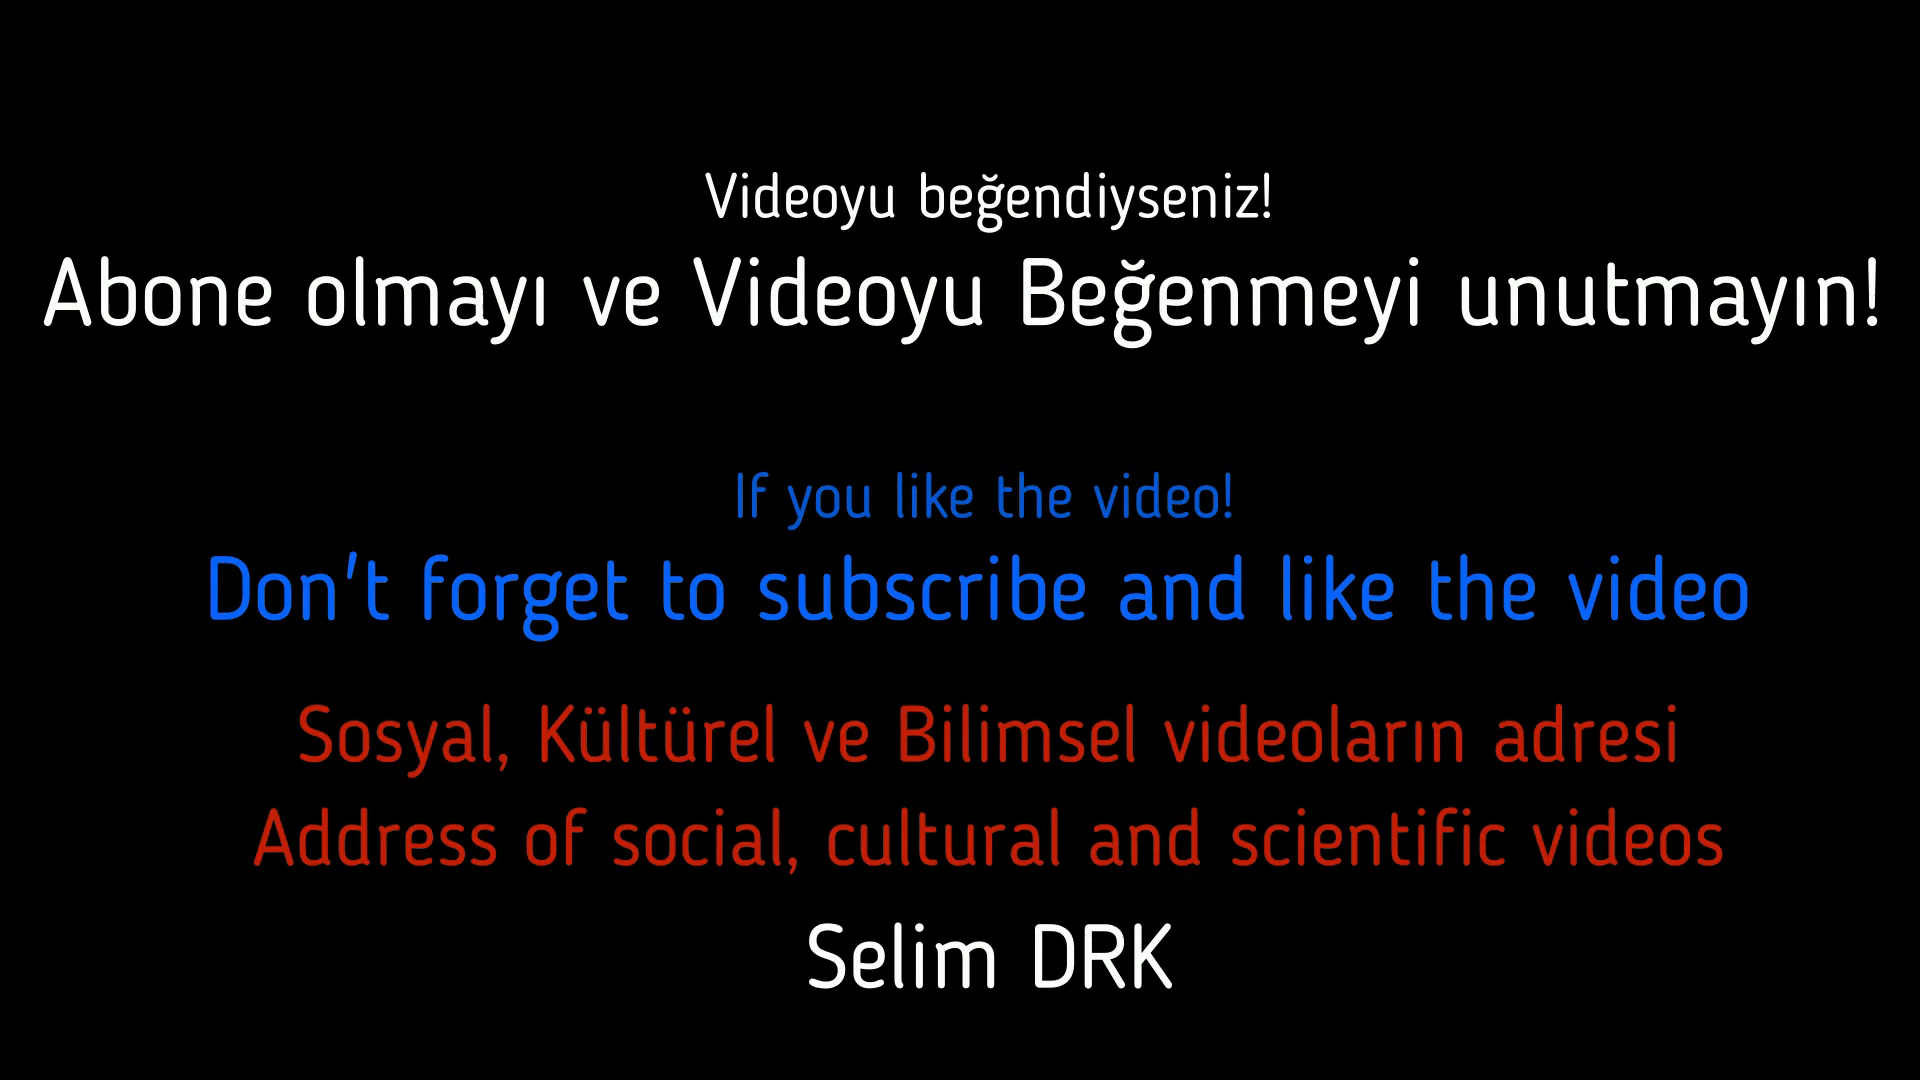 Videoyu beğendiyseniz!
Abone olmayı ve Videoyu Beğenmeyi unutmayın!
If you like the video!
Don't forget to subscribe and like the video
Sosyal, Kültürel ve Bilimsel videoların adresi
Address of social, cultural and scientific videos
Selim DRK